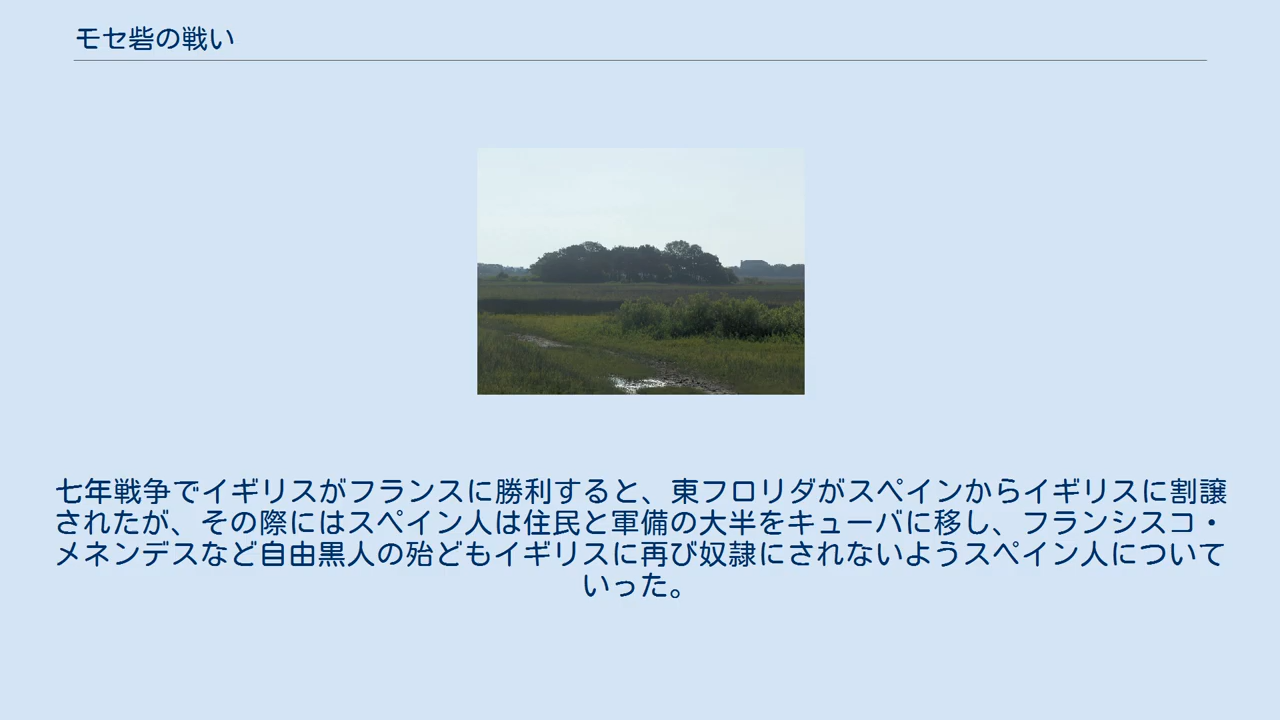 モセ砦の戦い
七年戦争でイギリスがフランスに勝利すると、東フロリダがスペインからイギリスに割譲
されたが、その際にはスペイン人は住民と軍備の大半をキューバに移し、フランシスコ・
メネンデスなど自由黒人の殆どもイギリスに再び奴隷にされないようスペイン人について
いった。